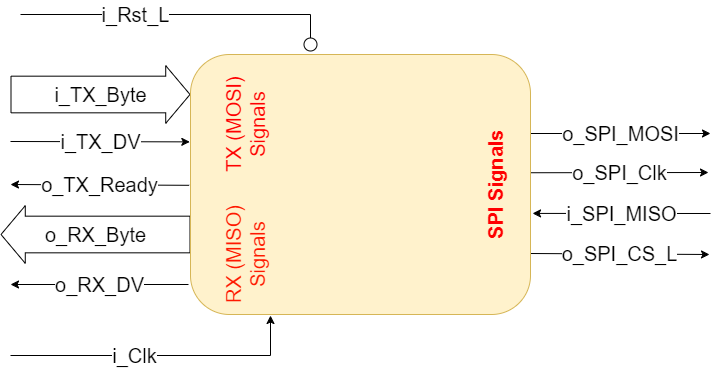 i_Rst_L
i_TX_Byte
i_TX_DV
o_TX_Ready
o_RX_Byte
o_RX_DV
i_Clk
TX (MOSI)
Signals
RX (MISO)
Signals
SPI Signals
o_SPI_MOSI
o_SPI_Clk
i_SPI_MISO
o_SPI_CS_L